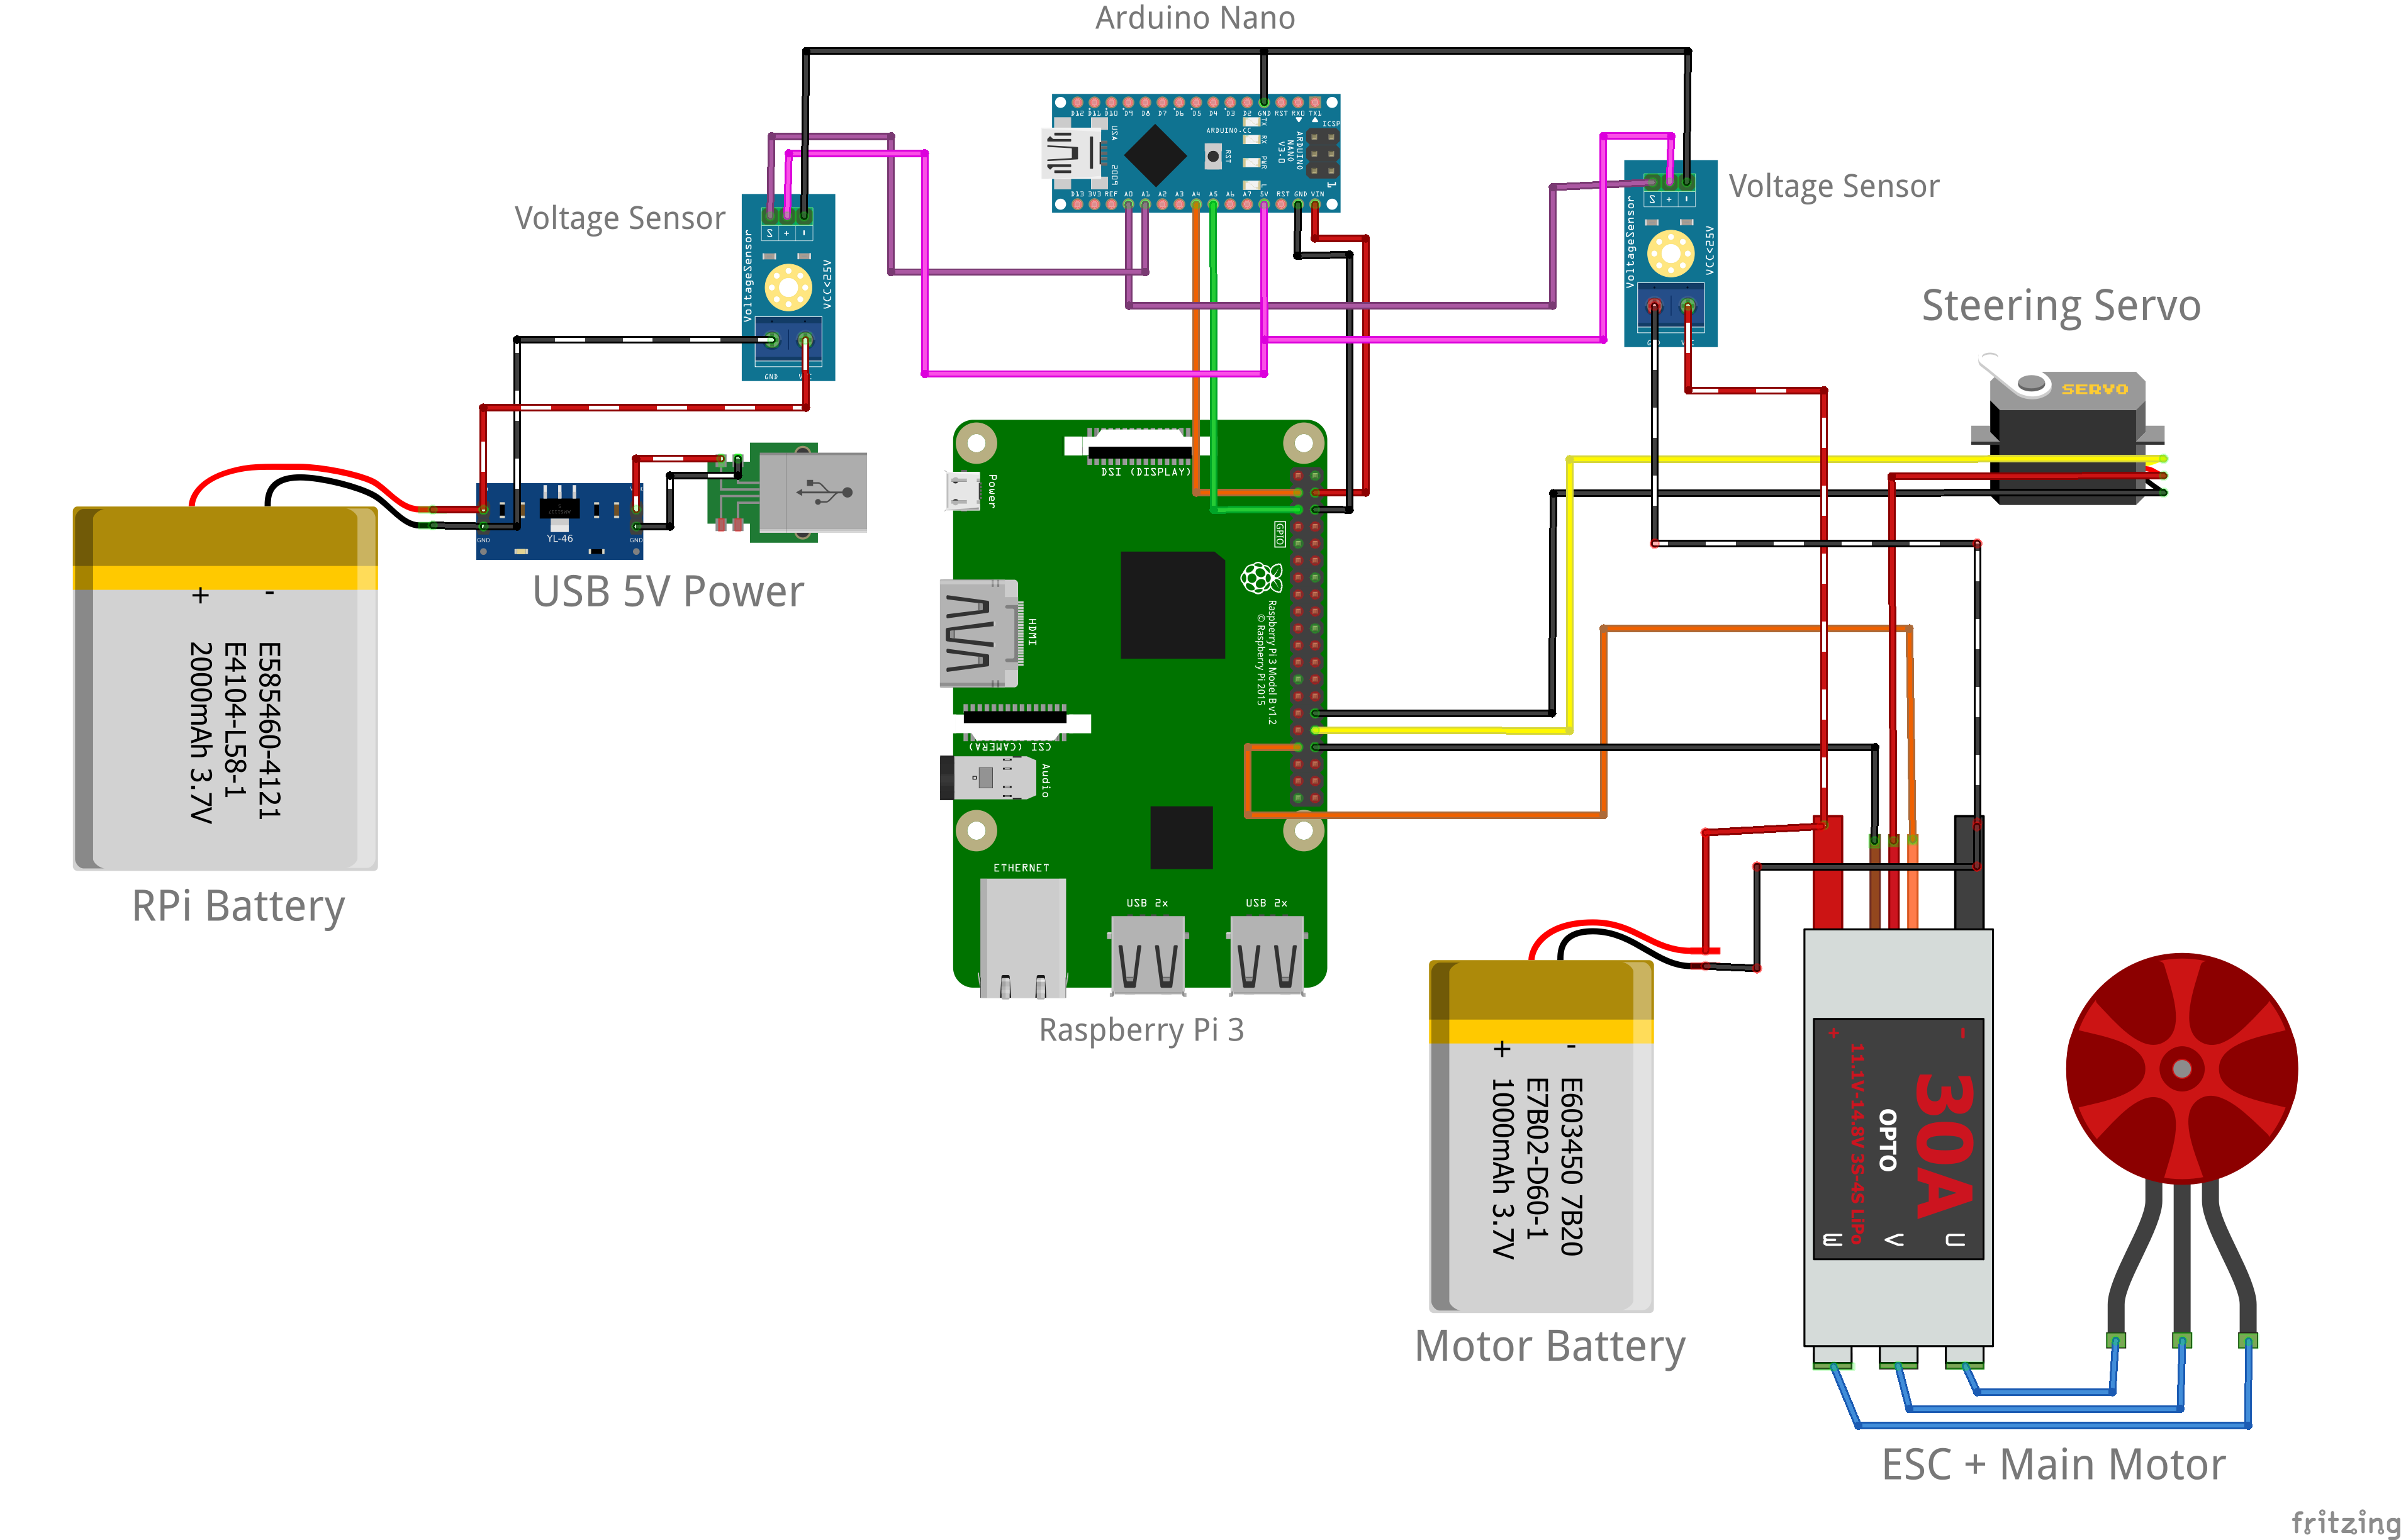 Arduino Nano
D12 D11 D10 D9 D8 D7 D6 D5 D4 D3 D2 GND RST RX0 TX1
USA
2009
ARDUINO.CC
RST
TX
RX
PWR
L
ARDUINO
NANO
V3.0
ICSP
1
D13 3V3 REF A0 A1 A2 A3 A4 A5 A6 A7 5V RST GND VIN
Voltage Sensor
S + -
VoltageSensor
VCC<25V
GND
Voltage Sensor
S + -
VoltageSensor
VCC<25V
Steering Servo
SERVO
YL-46
GND
GND
USB 5V Power
+ -
E585460-4121
E4104-L58-1
2000mAh 3.7V
RPi Battery
DSI (DISPLAY)
Power
GPIO
HDMI
Raspberry Pi 3 Model B v1.2
© Raspberry Pi 2015
CSI (CAMERA)
Audio
ETHERNET
USB 2x
USB 2x
Raspberry Pi 3
+ -
E603450 7B20
E7B02-D60-1
1000mAh 3.7V
Motor Battery
+ -
30A
OPTO
11.1V-14.8V 3S-4S LiPo
W V U
ESC + Main Motor
fritzing